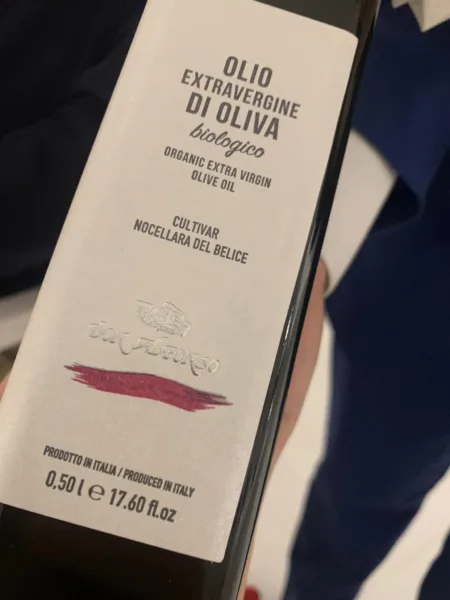 OLIO
EXTRAVERGINE
DI OLIVA
biologico
ORGANIC EXTRA VIRGIN
OLIVE OIL
CULTIVAR
NOCELLARA DEL BELICE
PRODOTTO IN ITALIA / PRODUCED IN ITALY
0,50 l ℮ 17.60 fl.oz